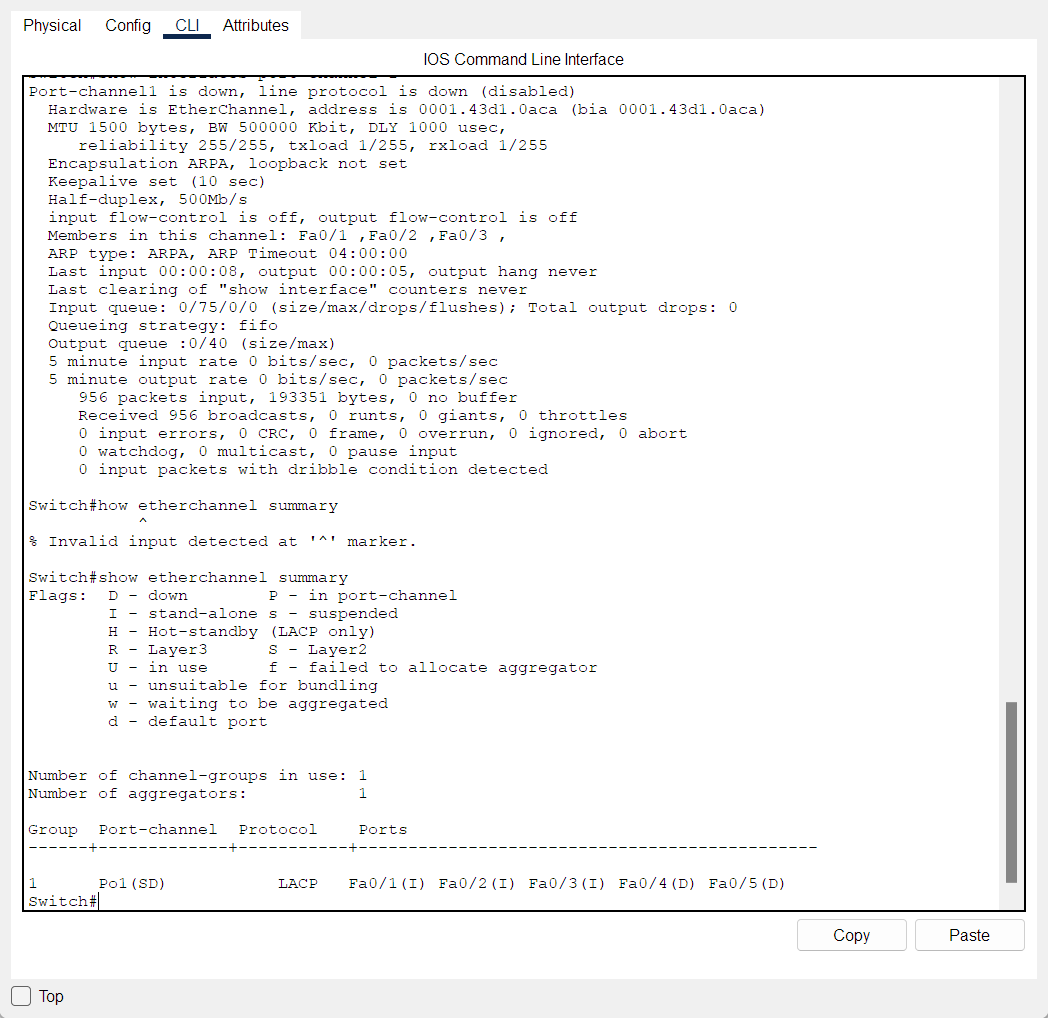 Physical Config CLI Attributes
IOS Command Line Interface
Port-channel1 is down, line protocol is down (disabled)
Hardware is EtherChannel, address is 0001.43d1.0aca (bia 0001.43d1.0aca)
MTU 1500 bytes, BW 500000 Kbit, DLY 1000 usec,
reliability 255/255, txload 1/255, rxload 1/255
Encapsulation ARPA, loopback not set
Keepalive set (10 sec)
Half-duplex, 500Mb/s
input flow-control is off, output flow-control is off
Members in this channel: Fa0/1 ,Fa0/2 ,Fa0/3 ,
ARP type: ARPA, ARP Timeout 04:00:00
Last input 00:00:08, output 00:00:05, output hang never
Last clearing of "show interface" counters never
Input queue: 0/75/0/0 (size/max/drops/flushes); Total output drops: 0
Queueing strategy: fifo
Output queue :0/40 (size/max)
5 minute input rate 0 bits/sec, 0 packets/sec
5 minute output rate 0 bits/sec, 0 packets/sec
956 packets input, 193351 bytes, 0 no buffer
Received 956 broadcasts, 0 runts, 0 giants, 0 throttles
0 input errors, 0 CRC, 0 frame, 0 overrun, 0 ignored, 0 abort
0 watchdog, 0 multicast, 0 pause input
0 input packets with dribble condition detected
Switch#how etherchannel summary
^
% Invalid input detected at '^' marker.
Switch#show etherchannel summary
Flags: D - down P - in port-channel
I - stand-alone s - suspended
H - Hot-standby (LACP only)
R - Layer3 S - Layer2
U - in use f - failed to allocate aggregator
u - unsuitable for bundling
w - waiting to be aggregated
d - default port
Number of channel-groups in use: 1
Number of aggregators: 1
Group Port-channel Protocol Ports
------+-------------+-----------+----------------------------------------------
1 Po1(SD) LACP Fa0/1(I) Fa0/2(I) Fa0/3(I) Fa0/4(D) Fa0/5(D)
Switch#
Copy Paste
Top